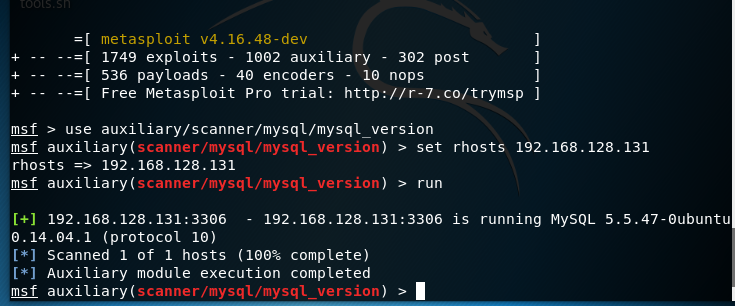 tools.sh
=[ metasploit v4.16.48-dev ]
+ -- --=[ 1749 exploits - 1002 auxiliary - 302 post ]
+ -- --=[ 536 payloads - 40 encoders - 10 nops ]
+ -- --=[ Free Metasploit Pro trial: http://r-7.co/trymsp ]
msf > use auxiliary/scanner/mysql/mysql_version
msf auxiliary(scanner/mysql/mysql_version) > set rhosts 192.168.128.131
rhosts => 192.168.128.131
msf auxiliary(scanner/mysql/mysql_version) > run
[+] 192.168.128.131:3306  - 192.168.128.131:3306 is running MySQL 5.5.47-0ubuntu
0.14.04.1 (protocol 10)
[*] Scanned 1 of 1 hosts (100% complete)
[*] Auxiliary module execution completed
msf auxiliary(scanner/mysql/mysql_version) >